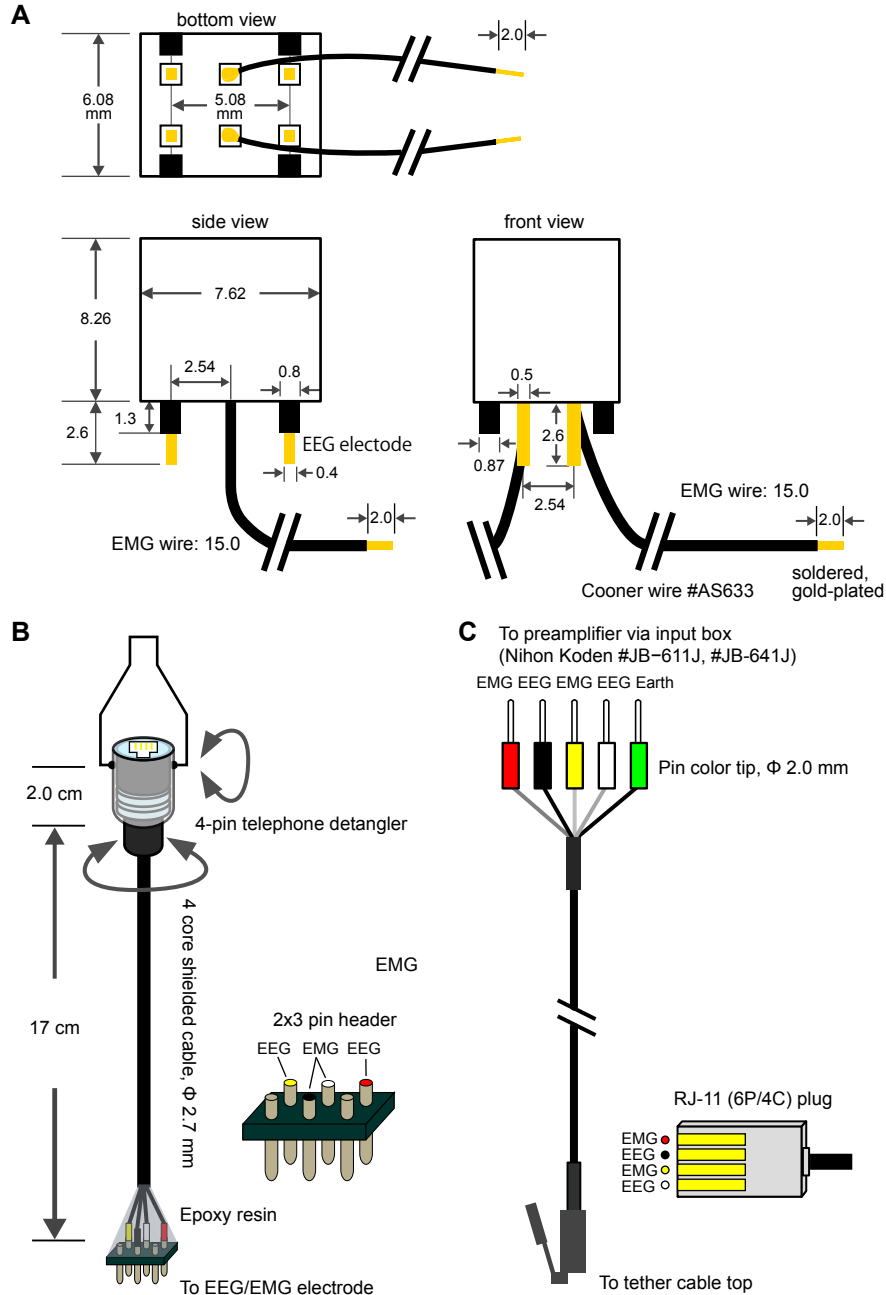 A
bottom view
2.0
6.08
mm
5.08
mm
side view
front view
7.62
8.26
2.54
0.8
0.5
1.3
2.6
2.6
EEG electode
0.87
0.4
2.54
EMG wire: 15.0
2.0
2.0
EMG wire: 15.0
soldered,
gold-plated
Cooner wire #AS633
B
C
To preamplifier via input box
(Nihon Koden #JB−611J, #JB-641J)
EMG EEG EMG EEG Earth
Pin color tip, Φ 2.0 mm
2.0 cm
4-pin telephone detangler
4 core shielded cable, Φ 2.7 mm
17 cm
EMG
2x3 pin header
EEG EMG EEG
RJ-11 (6P/4C) plug
EMG
EEG
EMG
EEG
Epoxy resin
To EEG/EMG electrode
To tether cable top